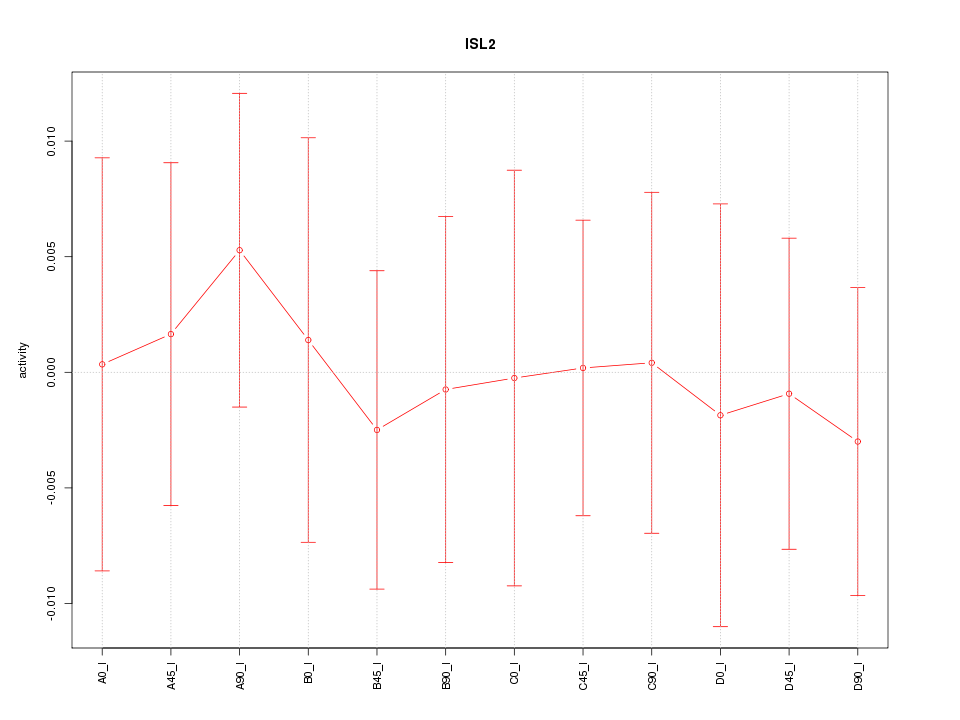 ISL2
activity
0.010
0.005
0.000
-0.005
-0.010
A0_I
A45_I
A90_I
B0_I
B45_I
B90_I
C0_I
C45_I
C90_I
D0_I
D45_I
D90_I